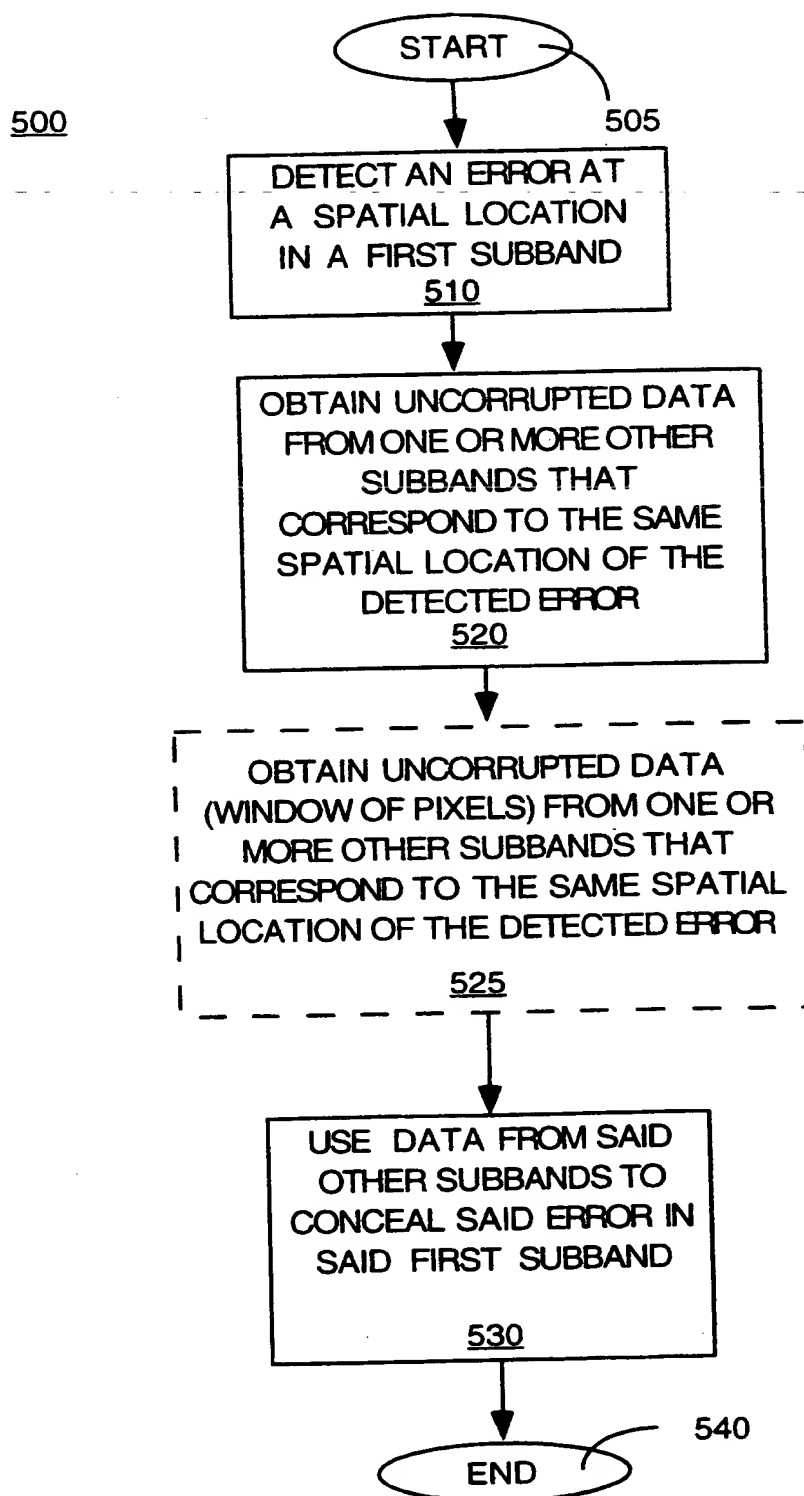 START
505
500
DETECT AN ERROR AT
A SPATIAL LOCATION
IN A FIRST SUBBAND
510
OBTAIN UNCORRUPTED DATA
FROM ONE OR MORE OTHER
SUBBANDS THAT
CORRESPOND TO THE SAME
SPATIAL LOCATION OF THE
DETECTED ERROR
520
OBTAIN UNCORRUPTED DATA
(WINDOW OF PIXELS) FROM ONE OR
MORE OTHER SUBBANDS THAT
CORRESPOND TO THE SAME SPATIAL
LOCATION OF THE DETECTED ERROR
525
USE DATA FROM SAID
OTHER SUBBANDS TO
CONCEAL SAID ERROR IN
SAID FIRST SUBBAND
530
540
END